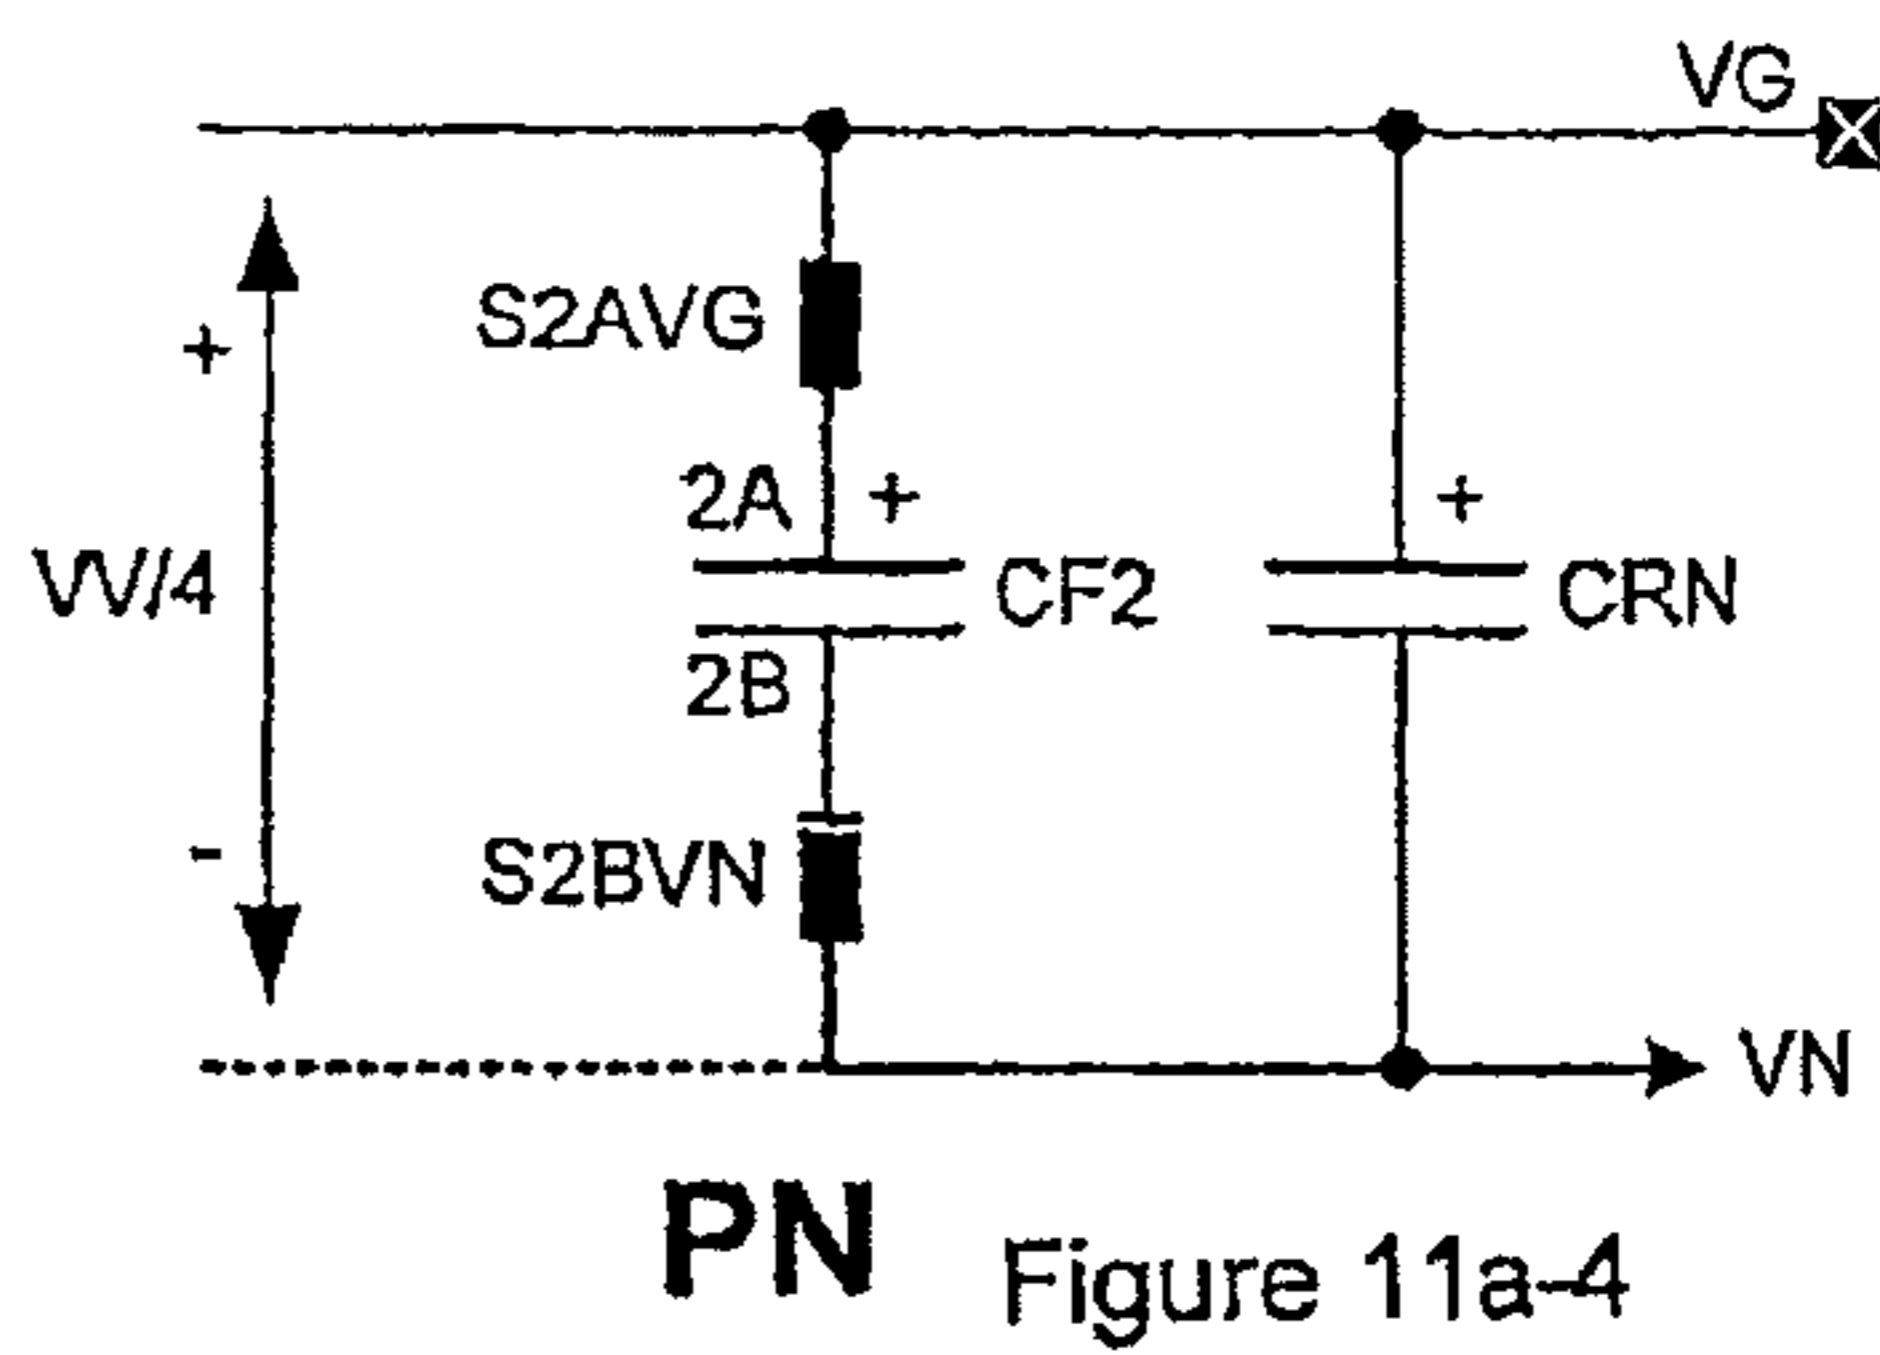 VG
S2AVG
+
2A +
+
VV/4
CF2
CRN
2B
-
S2BVN
VN
PN
Figure 11a-4